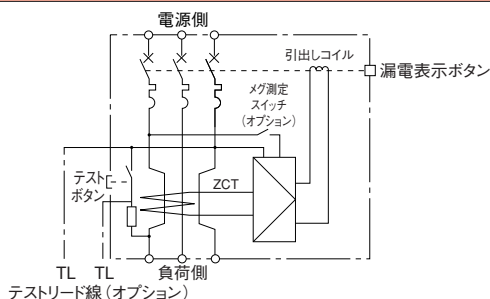 電源側
引出しコイル
漏電表示ボタン
メグ測定
スイッチ
(オプション)
テスト
ボタン
ZCT
TL
TL
負荷側
テストリード線(オプション)